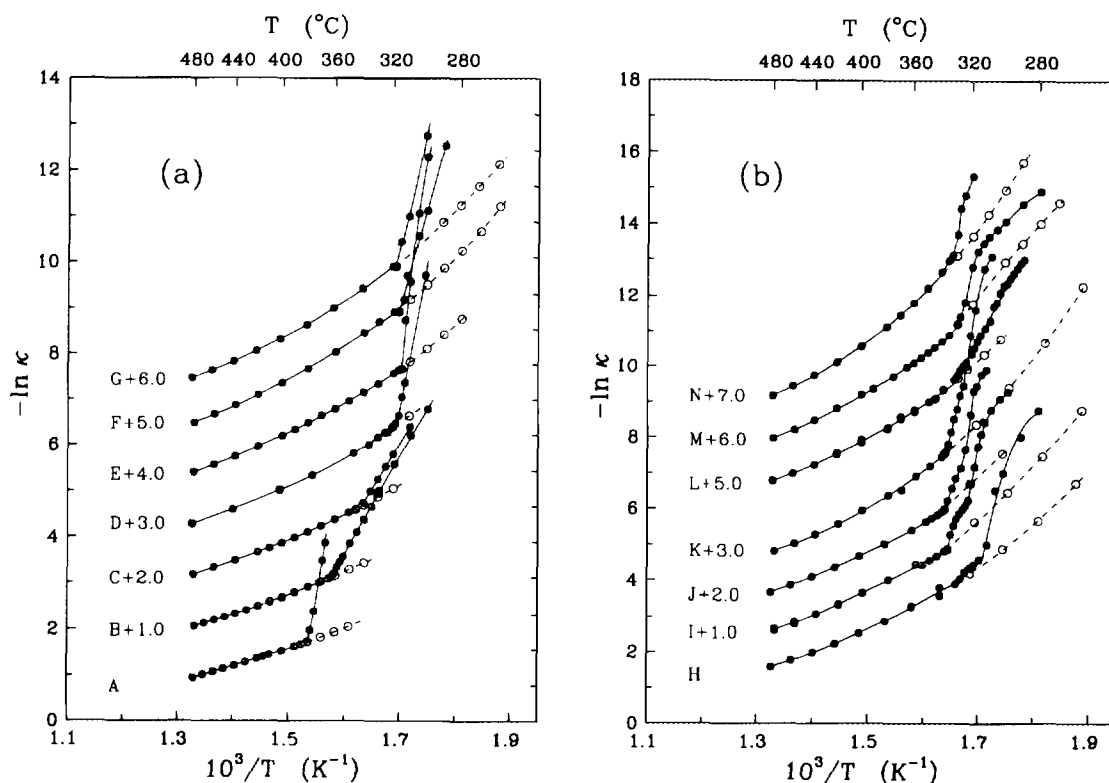 T (°C)
480 440 400 360 320 280
14
12
10
8
6
4
2
0
−ln κ
(a)
G+6.0
F+5.0
E+4.0
D+3.0
C+2.0
B+1.0
A
1.1 1.3 1.5 1.7 1.9
10³/T (K⁻¹)
T (°C)
480 440 400 360 320 280
18
16
14
12
10
8
6
4
2
0
−ln κ
(b)
N+7.0
M+6.0
L+5.0
K+3.0
J+2.0
I+1.0
H
1.1 1.3 1.5 1.7 1.9
10³/T (K⁻¹)